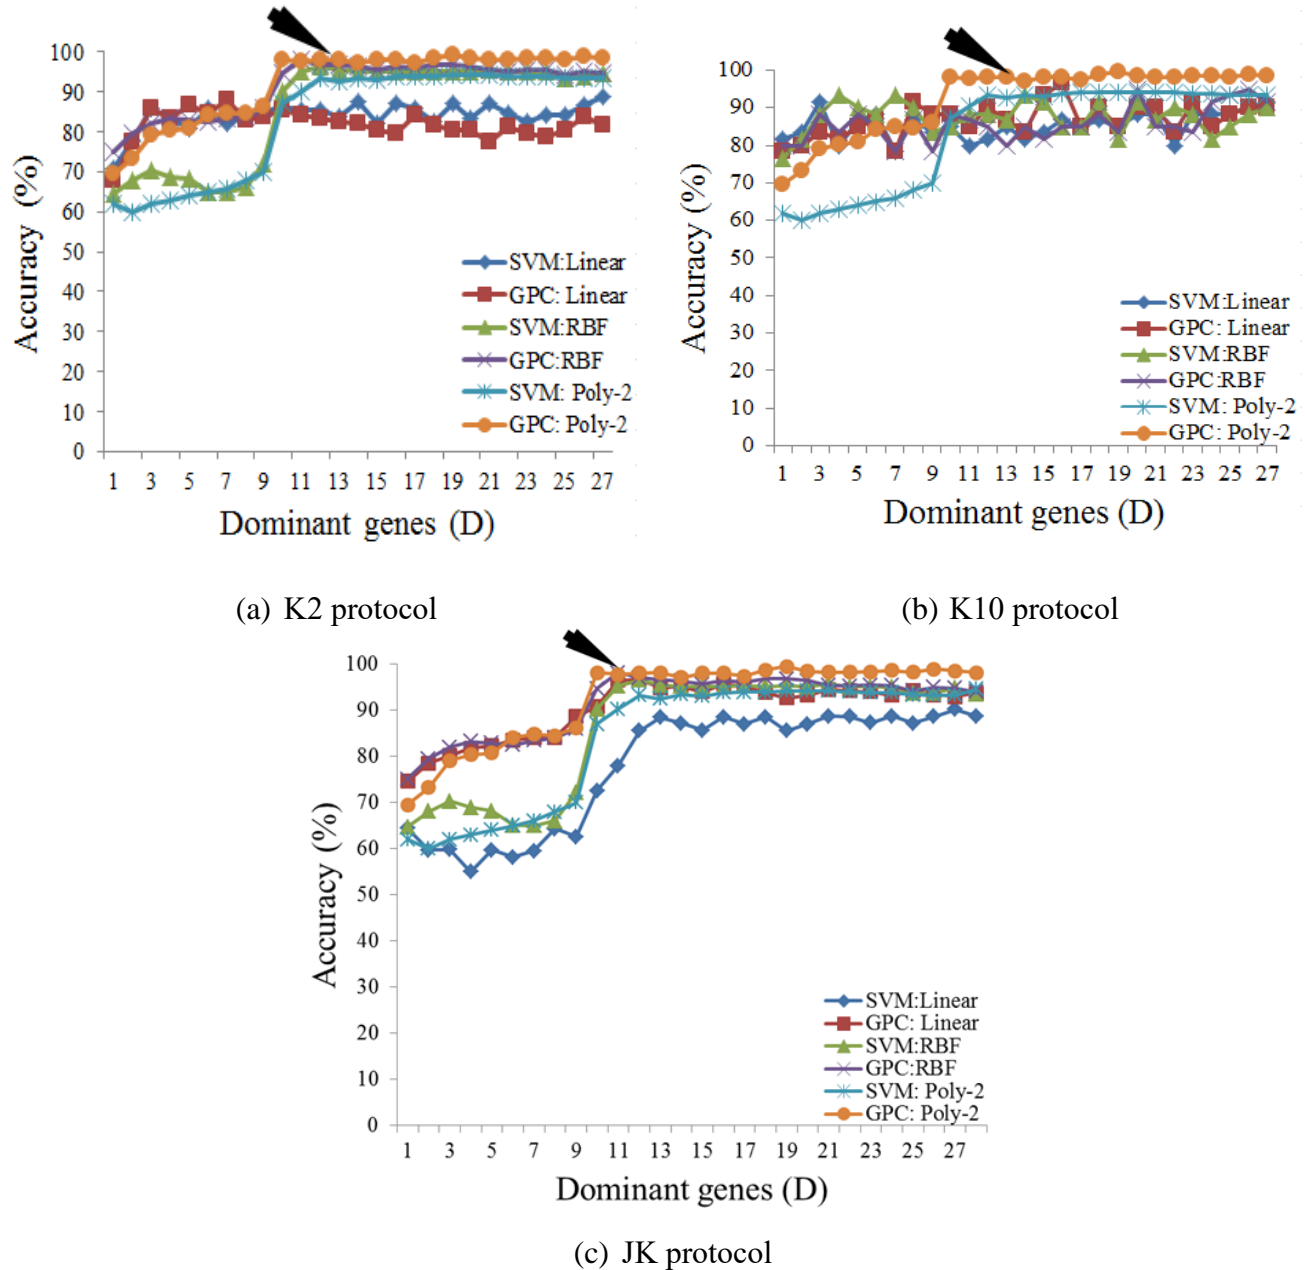 100
90
80
70
60
50
40
30
20
10
0
Accuracy (%)
1 3 5 7 9 11 13 15 17 19 21 23 25 27
Dominant genes (D)
SVM:Linear
GPC: Linear
SVM:RBF
GPC:RBF
SVM: Poly-2
GPC: Poly-2
(a) K2 protocol
100
90
80
70
60
50
40
30
20
10
0
Accuracy (%)
1 3 5 7 9 11 13 15 17 19 21 23 25 27
Dominant genes (D)
SVM:Linear
GPC: Linear
SVM:RBF
GPC:RBF
SVM: Poly-2
GPC: Poly-2
(b) K10 protocol
100
90
80
70
60
50
40
30
20
10
0
Accuracy (%)
1 3 5 7 9 11 13 15 17 19 21 23 25 27
Dominant genes (D)
SVM:Linear
GPC: Linear
SVM:RBF
GPC:RBF
SVM: Poly-2
GPC: Poly-2
(c) JK protocol